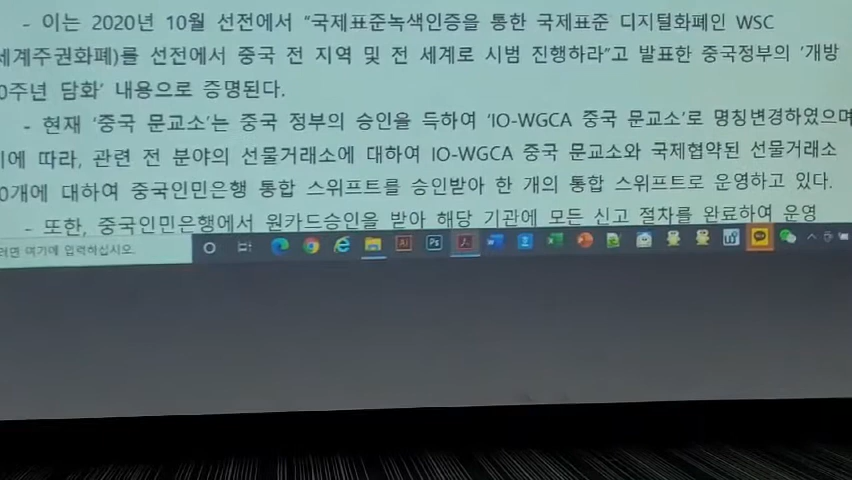 - 이는 2020년 10월 선전에서 "국제표준녹색인증을 통한 국제표준 디지털화폐인 WSC
세계주권화폐)를 선전에서 중국 전 지역 및 전 세계로 시범 진행하라"고 발표한 중국정부의 '개방
0주년 담화' 내용으로 증명된다.
- 현재 '중국 문교소'는 중국 정부의 승인을 득하여 'IO-WGCA 중국 문교소'로 명칭변경하였으며
에 따라, 관련 전 분야의 선물거래소에 대하여 IO-WGCA 중국 문교소와 국제협약된 선물거래소
0개에 대하여 중국인민은행 통합 스위프트를 승인받아 한 개의 통합 스위프트로 운영하고 있다.
- 또한, 중국인민은행에서 원카드승인을 받아 해당 기관에 모든 신고 절차를 완료하여 운영
려면 여기에 입력하십시오.
Ai Ps